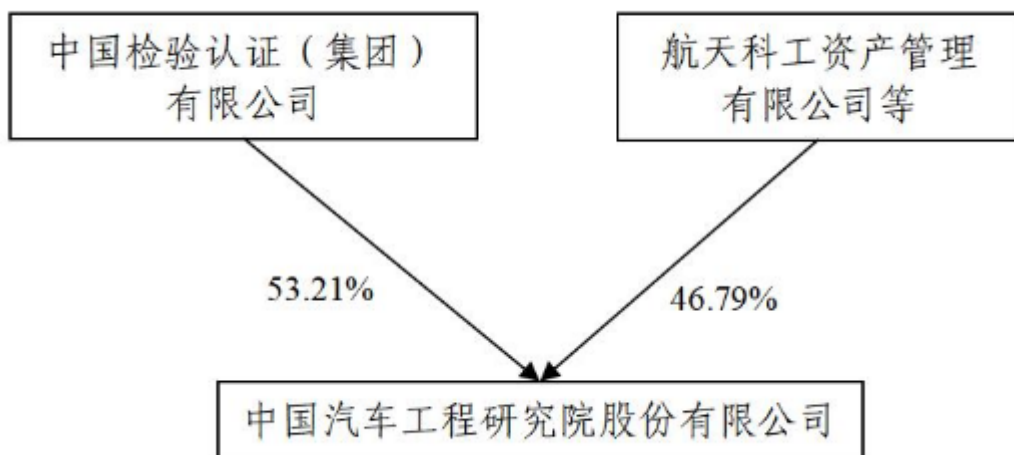 中国检验认证（集团）
有限公司
航天科工资产管理
有限公司等
53.21%
46.79%
中国汽车工程研究院股份有限公司